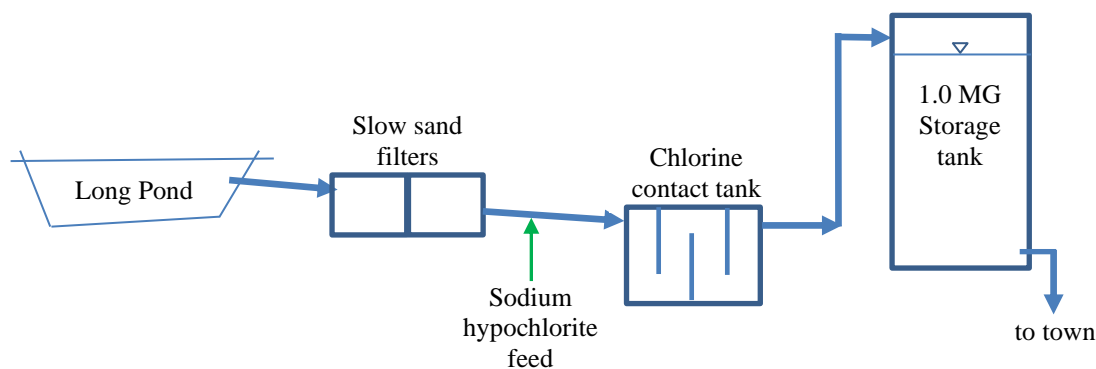 Long Pond
Slow sand
filters
Sodium
hypochlorite
feed
Chlorine
contact tank
1.0 MG
Storage
tank
to town